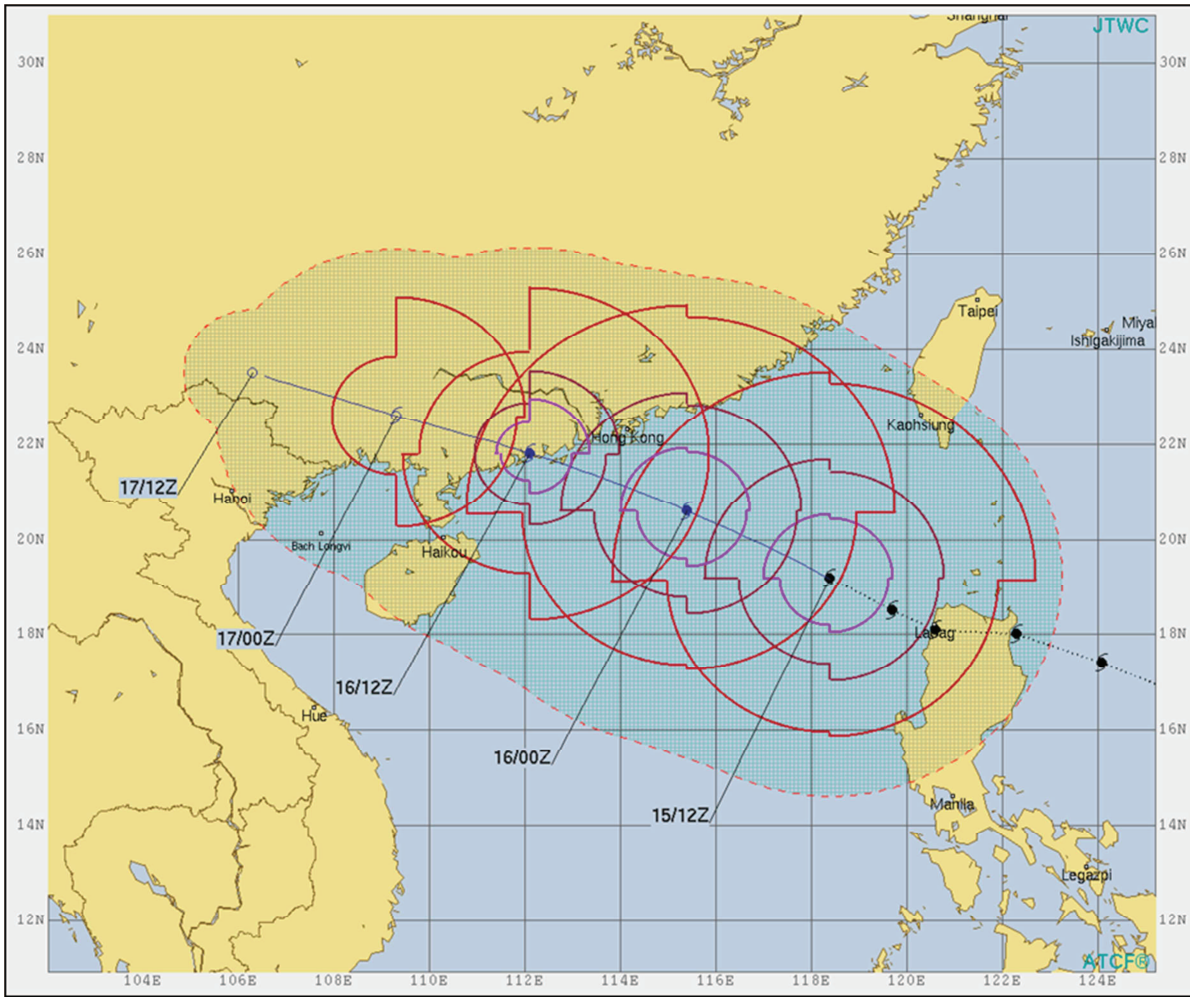 Shanghai
JTWC
30N
30N
28N
28N
26N
26N
Taipei
Miyal
Ishigakijima
24N
24N
Kaohsiung
Hong Kong
22N
22N
17/12Z
Hanoi
Bach Longvi
Haikou
20N
20N
17/00Z
Laoag
18N
18N
16/12Z
Hue
16N
16N
16/00Z
15/12Z
Manila
14N
14N
Legazpi
12N
12N
ATCF®
104E
106E
108E
110E
112E
114E
116E
118E
120E
122E
124E